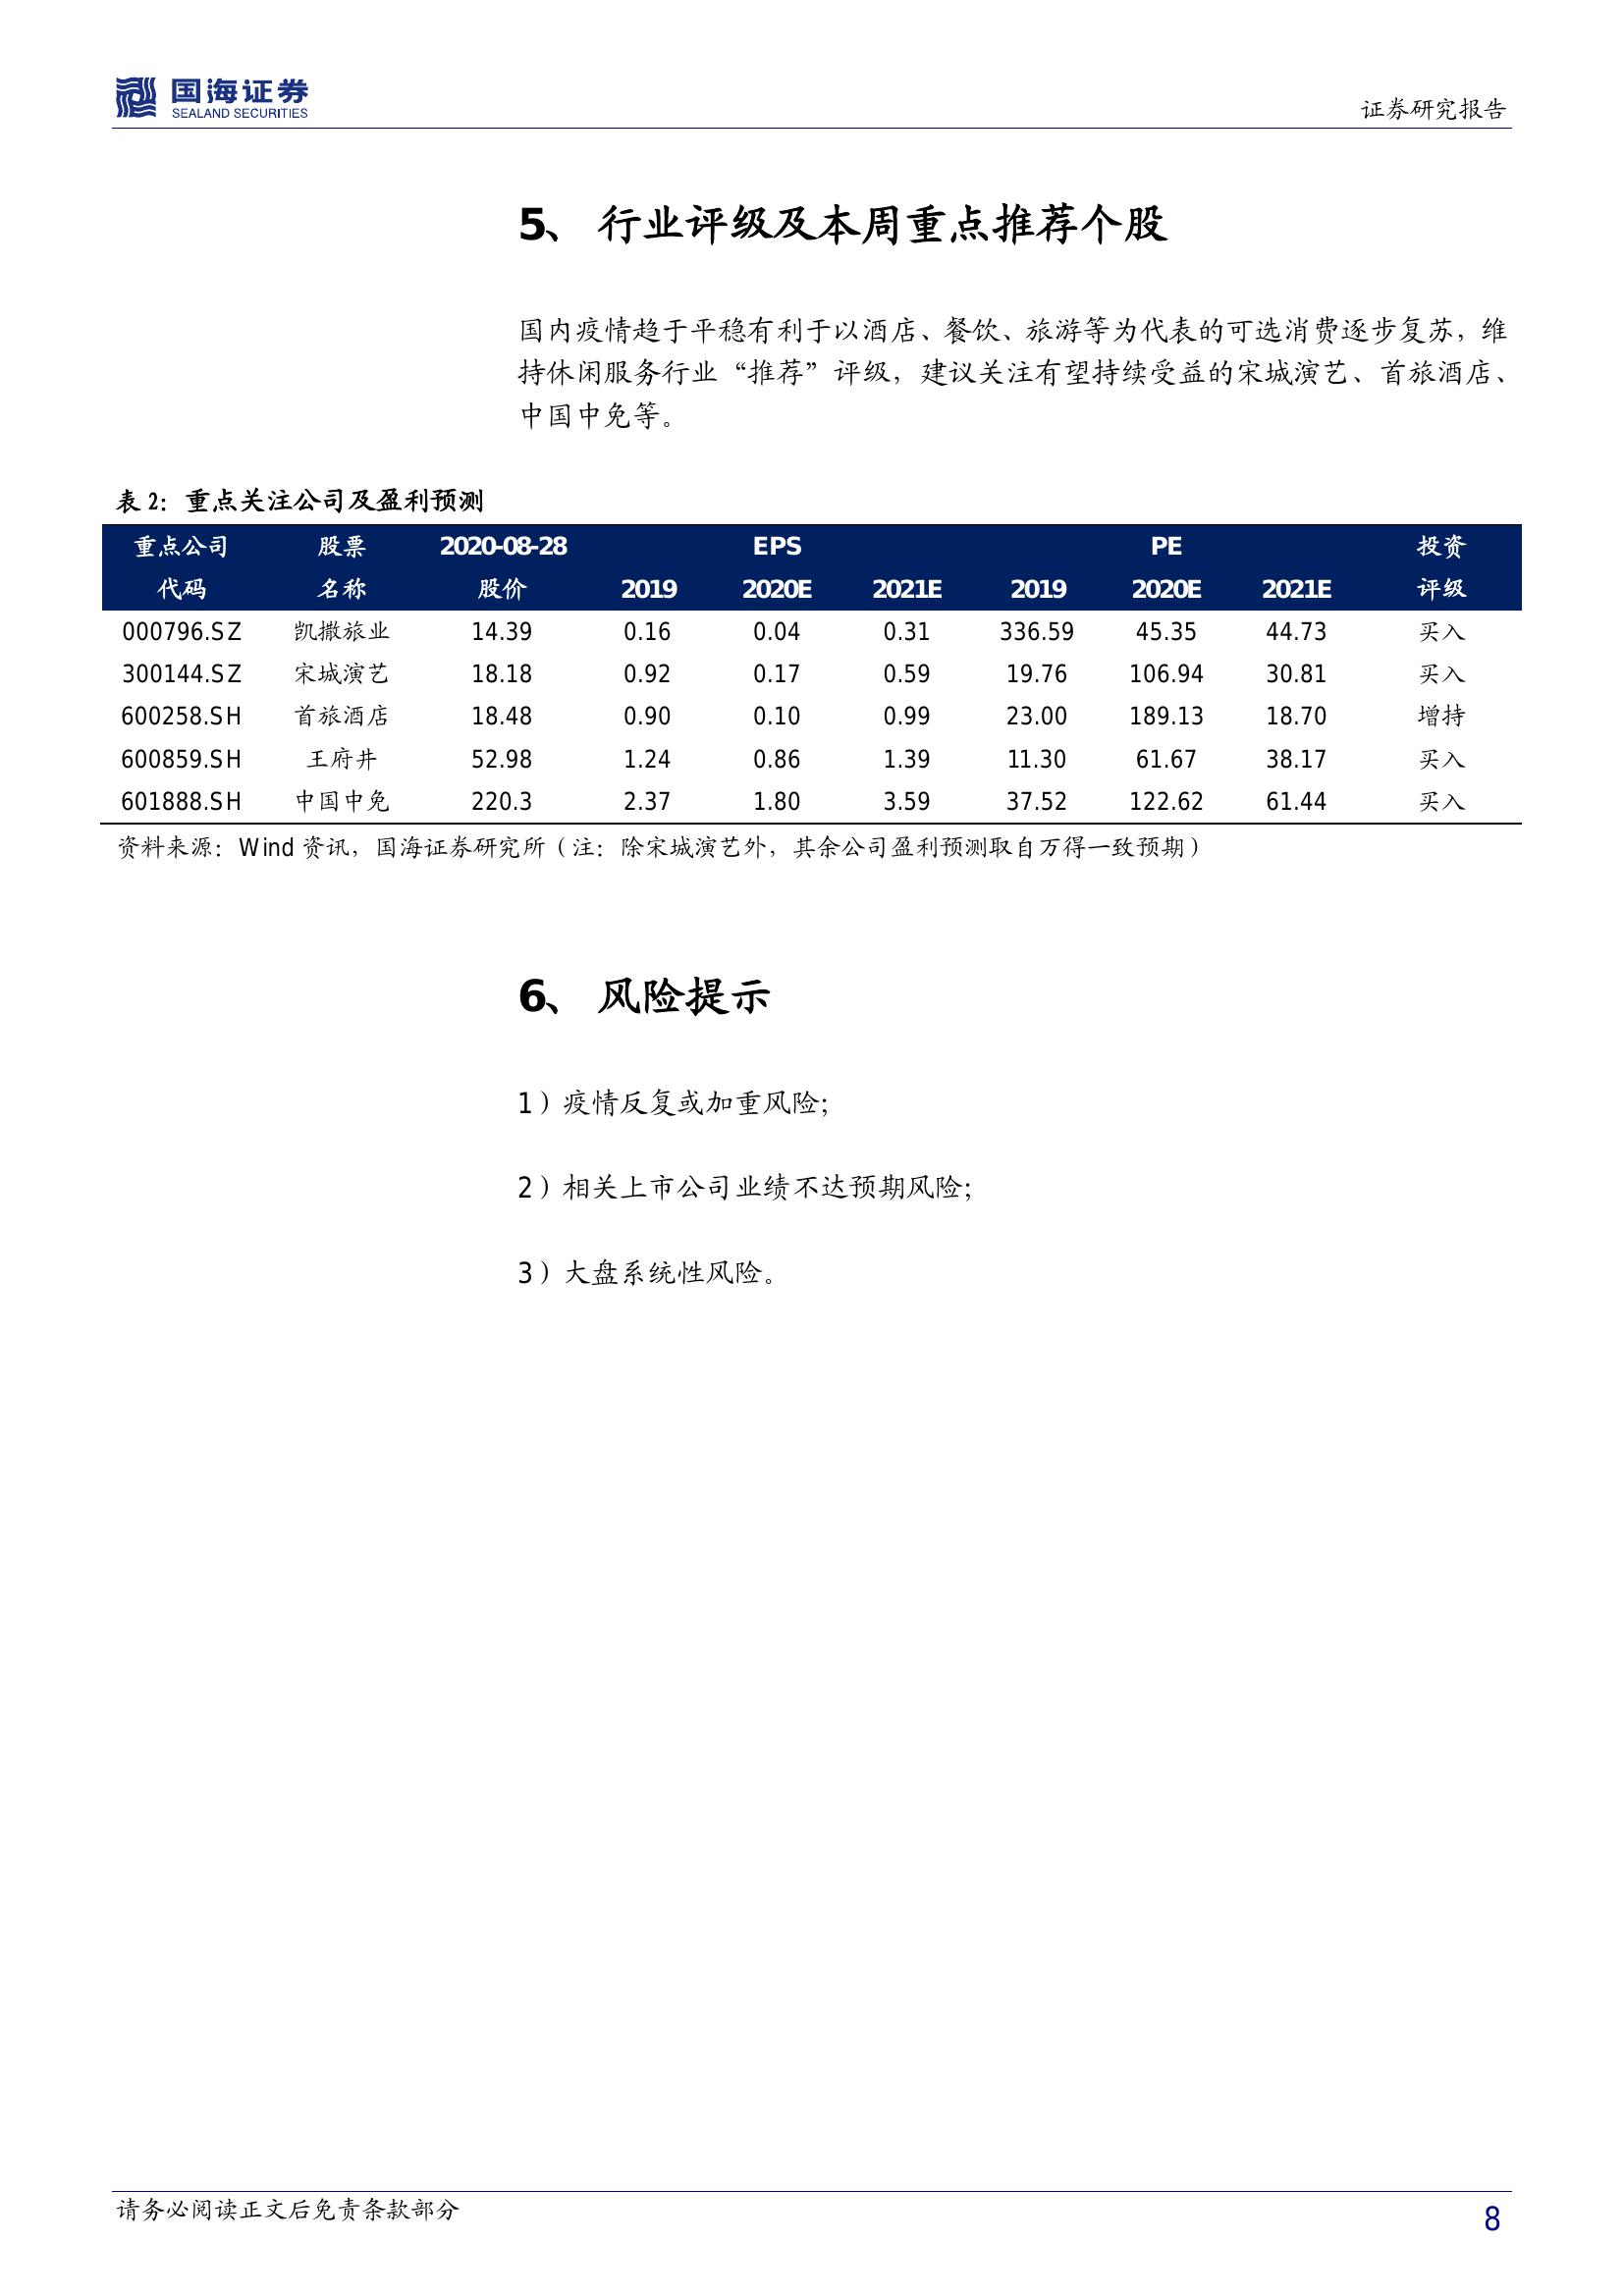 国海证券
SEALAND SECURITIES
证券研究报告
5、 行业评级及本周重点推荐个股
国内疫情趋于平稳有利于以酒店、餐饮、旅游等为代表的可选消费逐步复苏，维
持休闲服务行业“推荐”评级，建议关注有望持续受益的宋城演艺、首旅酒店、
中国中免等。
表 2：重点关注公司及盈利预测
重点公司 股票 2020-08-28 EPS PE 投资
代码 名称 股价 2019 2020E 2021E 2019 2020E 2021E 评级
000796.SZ 凯撒旅业 14.39 0.16 0.04 0.31 336.59 45.35 44.73 买入
300144.SZ 宋城演艺 18.18 0.92 0.17 0.59 19.76 106.94 30.81 买入
600258.SH 首旅酒店 18.48 0.90 0.10 0.99 23.00 189.13 18.70 增持
600859.SH 王府井 52.98 1.24 0.86 1.39 11.30 61.67 38.17 买入
601888.SH 中国中免 220.3 2.37 1.80 3.59 37.52 122.62 61.44 买入
资料来源：Wind 资讯，国海证券研究所（注：除宋城演艺外，其余公司盈利预测取自万得一致预期）
6、 风险提示
1）疫情反复或加重风险；
2）相关上市公司业绩不达预期风险；
3）大盘系统性风险。
请务必阅读正文后免责条款部分
8